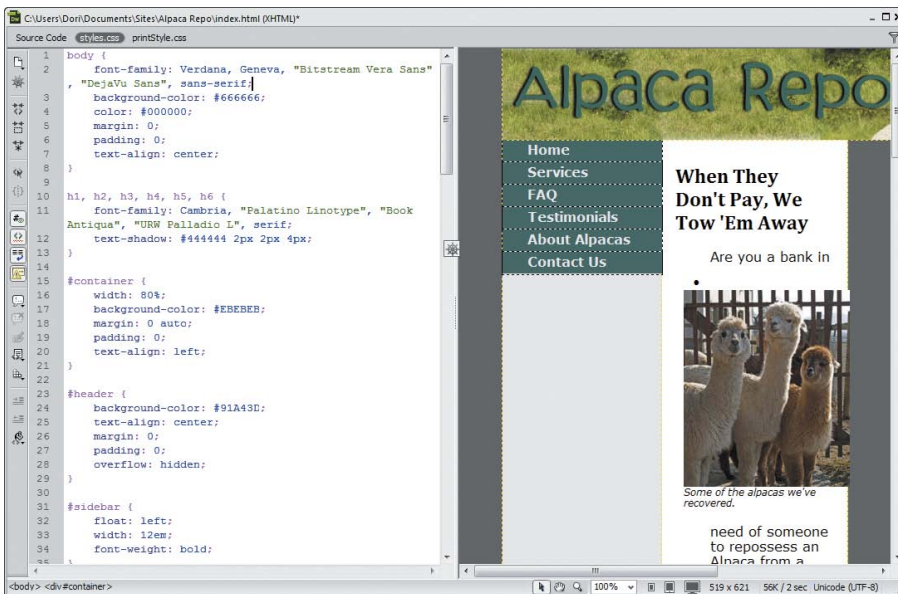 C:\Users\Dori\Documents\Sites\Alpaca Repo\index.html (XHTML)*
Source Code styles.css printStyle.css
1 body {
2 font-family: Verdana, Geneva, "Bitstream Vera Sans"
, "DejaVu Sans", sans-serif;
3 background-color: #666666;
4 color: #000000;
5 margin: 0;
6 padding: 0;
7 text-align: center;
8 }
9
10 h1, h2, h3, h4, h5, h6 {
11 font-family: Cambria, "Palatino Linotype", "Book
Antiqua", "URW Palladio L", serif;
12 text-shadow: #444444 2px 2px 4px;
13 }
14
15 #container {
16 width: 80%;
17 background-color: #EBEBEB;
18 margin: 0 auto;
19 padding: 0;
20 text-align: left;
21 }
22
23 #header {
24 background-color: #91A43D;
25 text-align: center;
26 margin: 0;
27 padding: 0;
28 overflow: hidden;
29 }
30
31 #sidebar {
32 float: left;
33 width: 12em;
34 font-weight: bold;
35 }
Alpaca Repo
Home
Services
FAQ
Testimonials
About Alpacas
Contact Us
When They
Don't Pay, We
Tow 'Em Away
Are you a bank in
Some of the alpacas we've
recovered.
need of someone
to repossess an
Alpaca from a
<body> <div#container>
100% 519 x 621 56K / 2 sec Unicode (UTF-8)